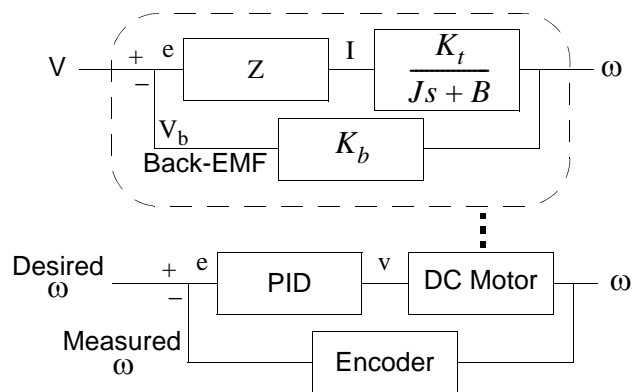 V + − e Z I K_t ω
Js + B
V_b
Back-EMF K_b
Desired ω + − e PID v DC Motor ω
Measured ω Encoder